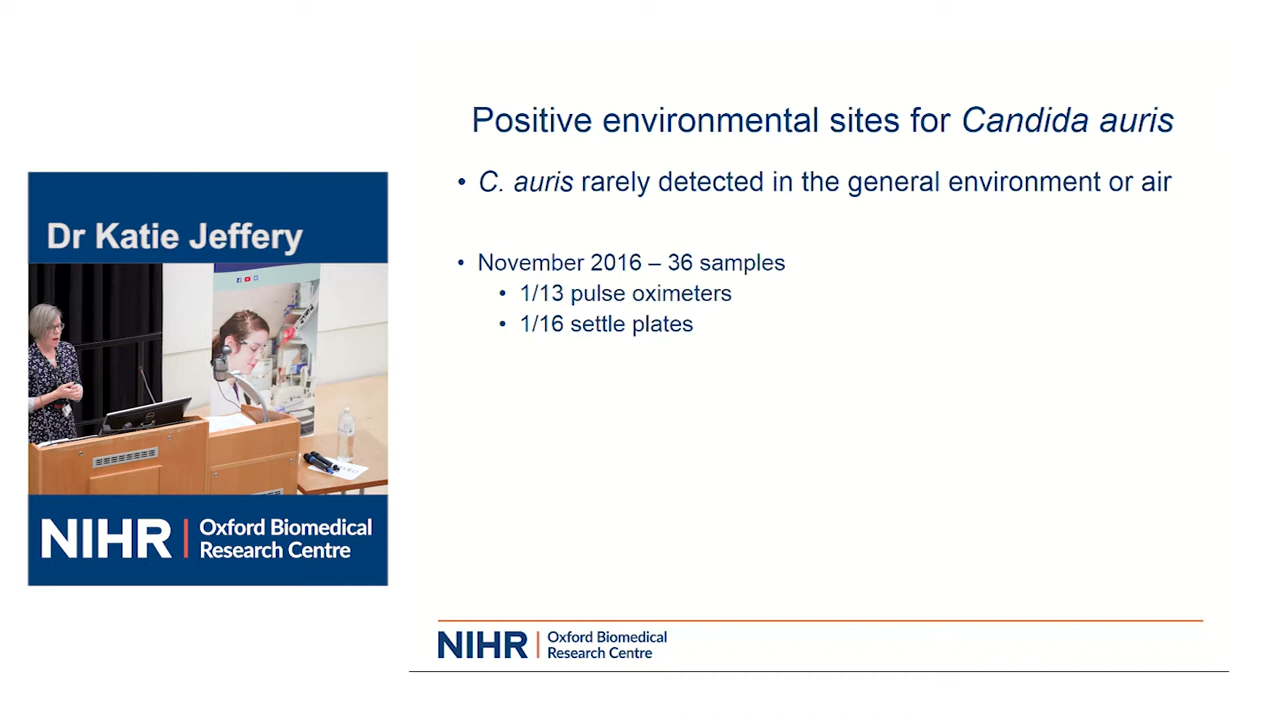 Positive environmental sites for Candida auris
• C. auris rarely detected in the general environment or air
• November 2016 – 36 samples
• 1/13 pulse oximeters
• 1/16 settle plates
Dr Katie Jeffery
NIHR | Oxford Biomedical
Research Centre
NIHR | Oxford Biomedical
Research Centre